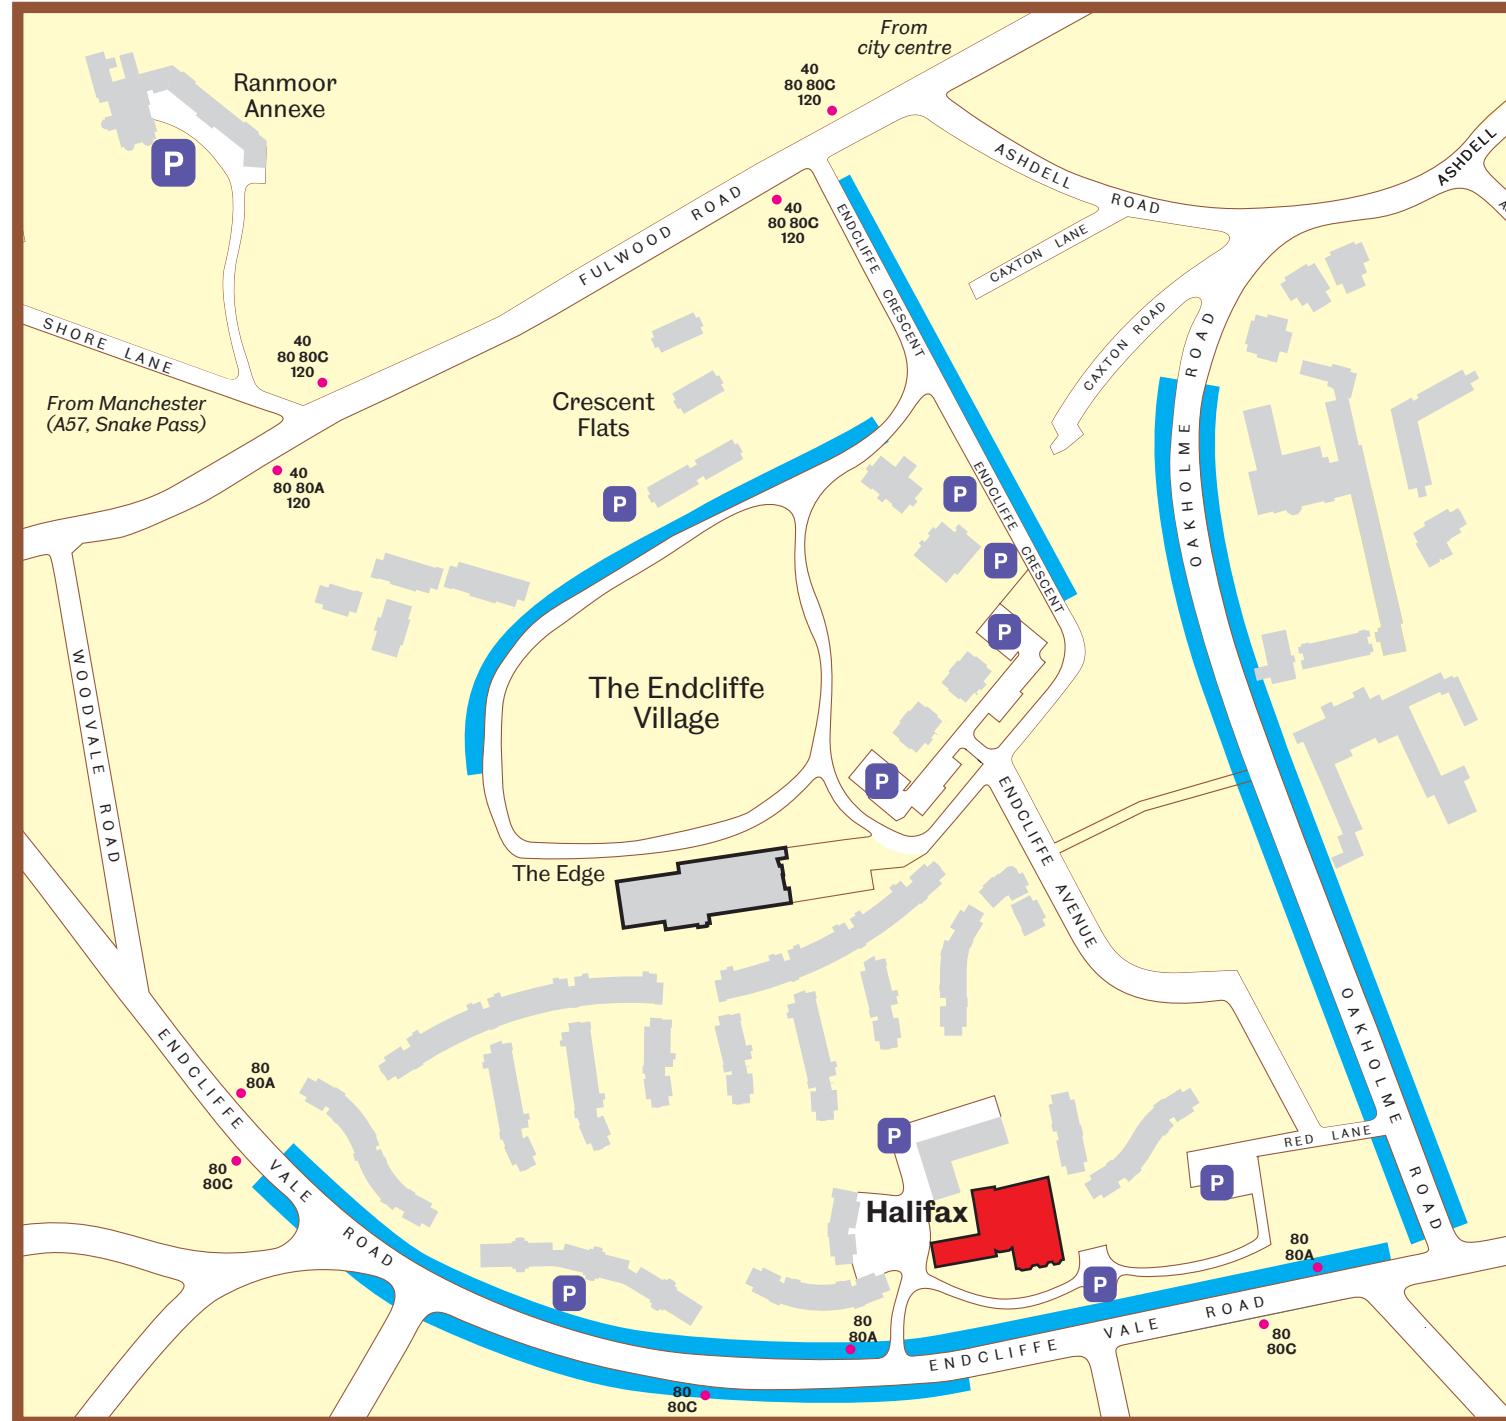 From
city centre
40
80 80C
120
Ranmoor
Annexe
P
ASHDELL
ROAD
ASHDELL
40
80 80C
120
FULWOOD ROAD
ENDCLIFFE CRESCENT
CAXTON LANE
CAXTON ROAD
OAKHOLME ROAD
SHORE LANE
40
80 80C
120
From Manchester
(A57, Snake Pass)
Crescent
Flats
40
80 80A
120
P
P
ENDCLIFFE CRESCENT
P
P
WOODVALE ROAD
The Endcliffe
Village
P
ENDCLIFFE AVENUE
The Edge
OAKHOLME ROAD
ENDCLIFFE VALE ROAD
80
80A
80
80C
P
RED LANE
P
Halifax
80
80A
P
P
80
80A
ENDCLIFFE VALE ROAD
80
80C
80
80C